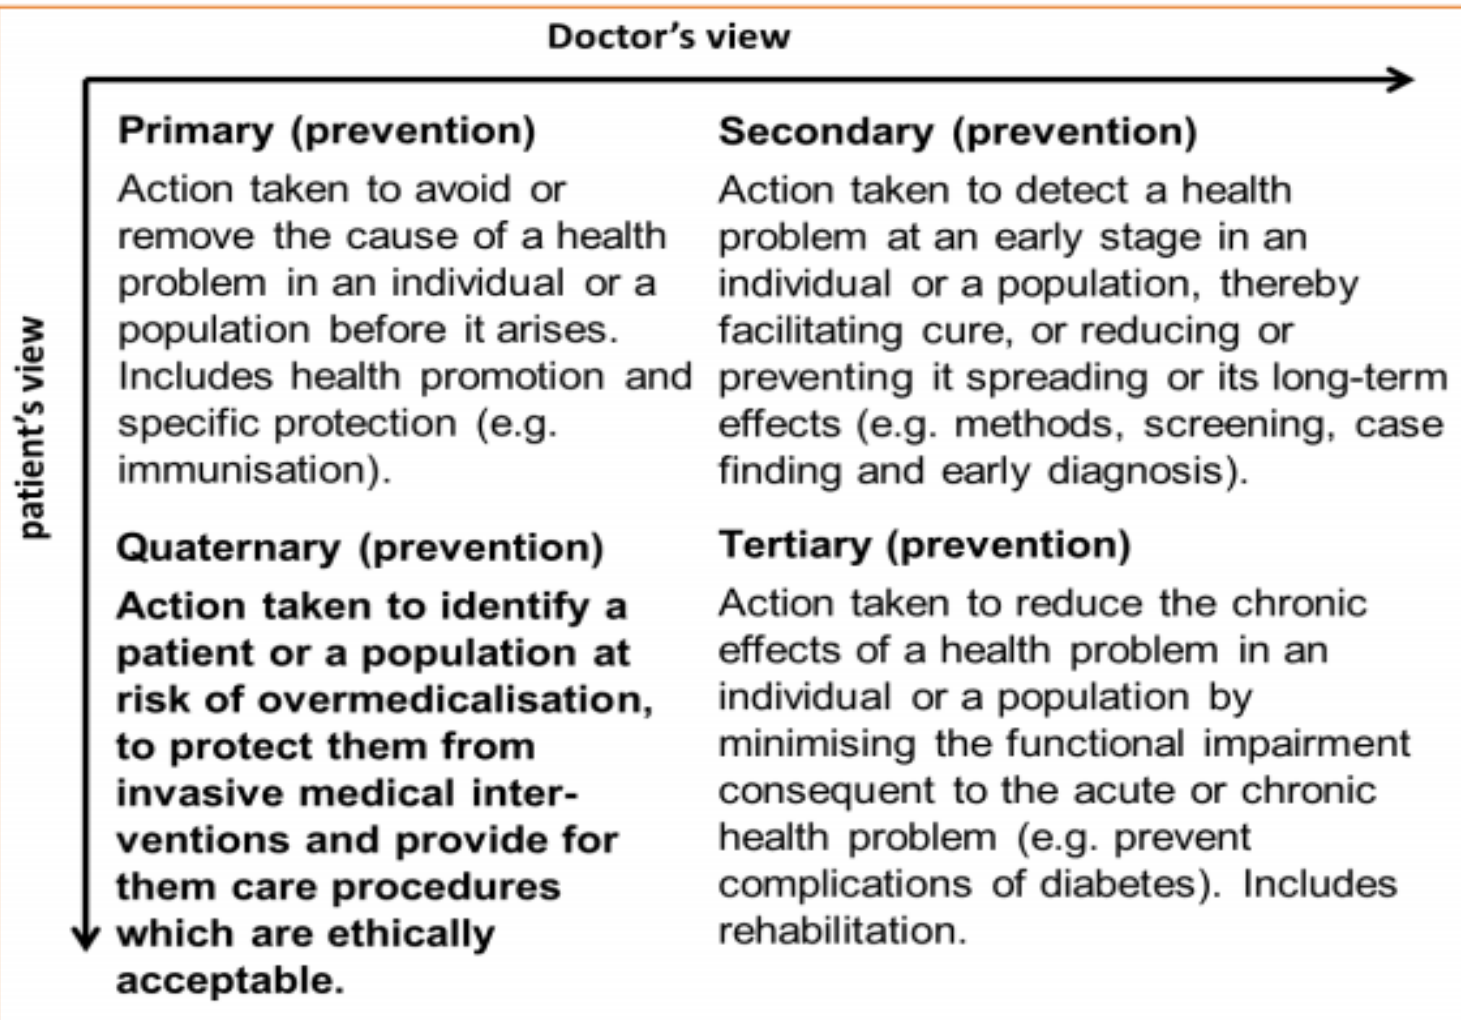 Doctor's view
patient's view
Primary (prevention)
Action taken to avoid or
remove the cause of a health
problem in an individual or a
population before it arises.
Includes health promotion and
specific protection (e.g.
immunisation).
Secondary (prevention)
Action taken to detect a health
problem at an early stage in an
individual or a population, thereby
facilitating cure, or reducing or
preventing it spreading or its long-term
effects (e.g. methods, screening, case
finding and early diagnosis).
Quaternary (prevention)
Action taken to identify a
patient or a population at
risk of overmedicalisation,
to protect them from
invasive medical inter-
ventions and provide for
them care procedures
which are ethically
acceptable.
Tertiary (prevention)
Action taken to reduce the chronic
effects of a health problem in an
individual or a population by
minimising the functional impairment
consequent to the acute or chronic
health problem (e.g. prevent
complications of diabetes). Includes
rehabilitation.